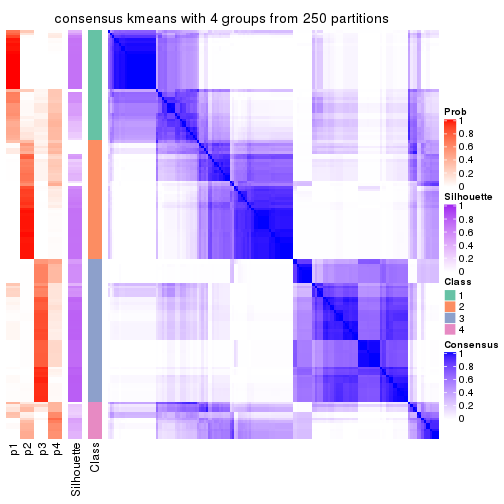 consensus kmeans with 4 groups from 250 partitions
Prob
1
0.8
0.6
0.4
0.2
0
Silhouette
1
0.8
0.6
0.4
0.2
0
Class
1
2
3
4
Consensus
1
0.8
0.6
0.4
0.2
0
p1
p2
p3
p4
Silhouette
Class